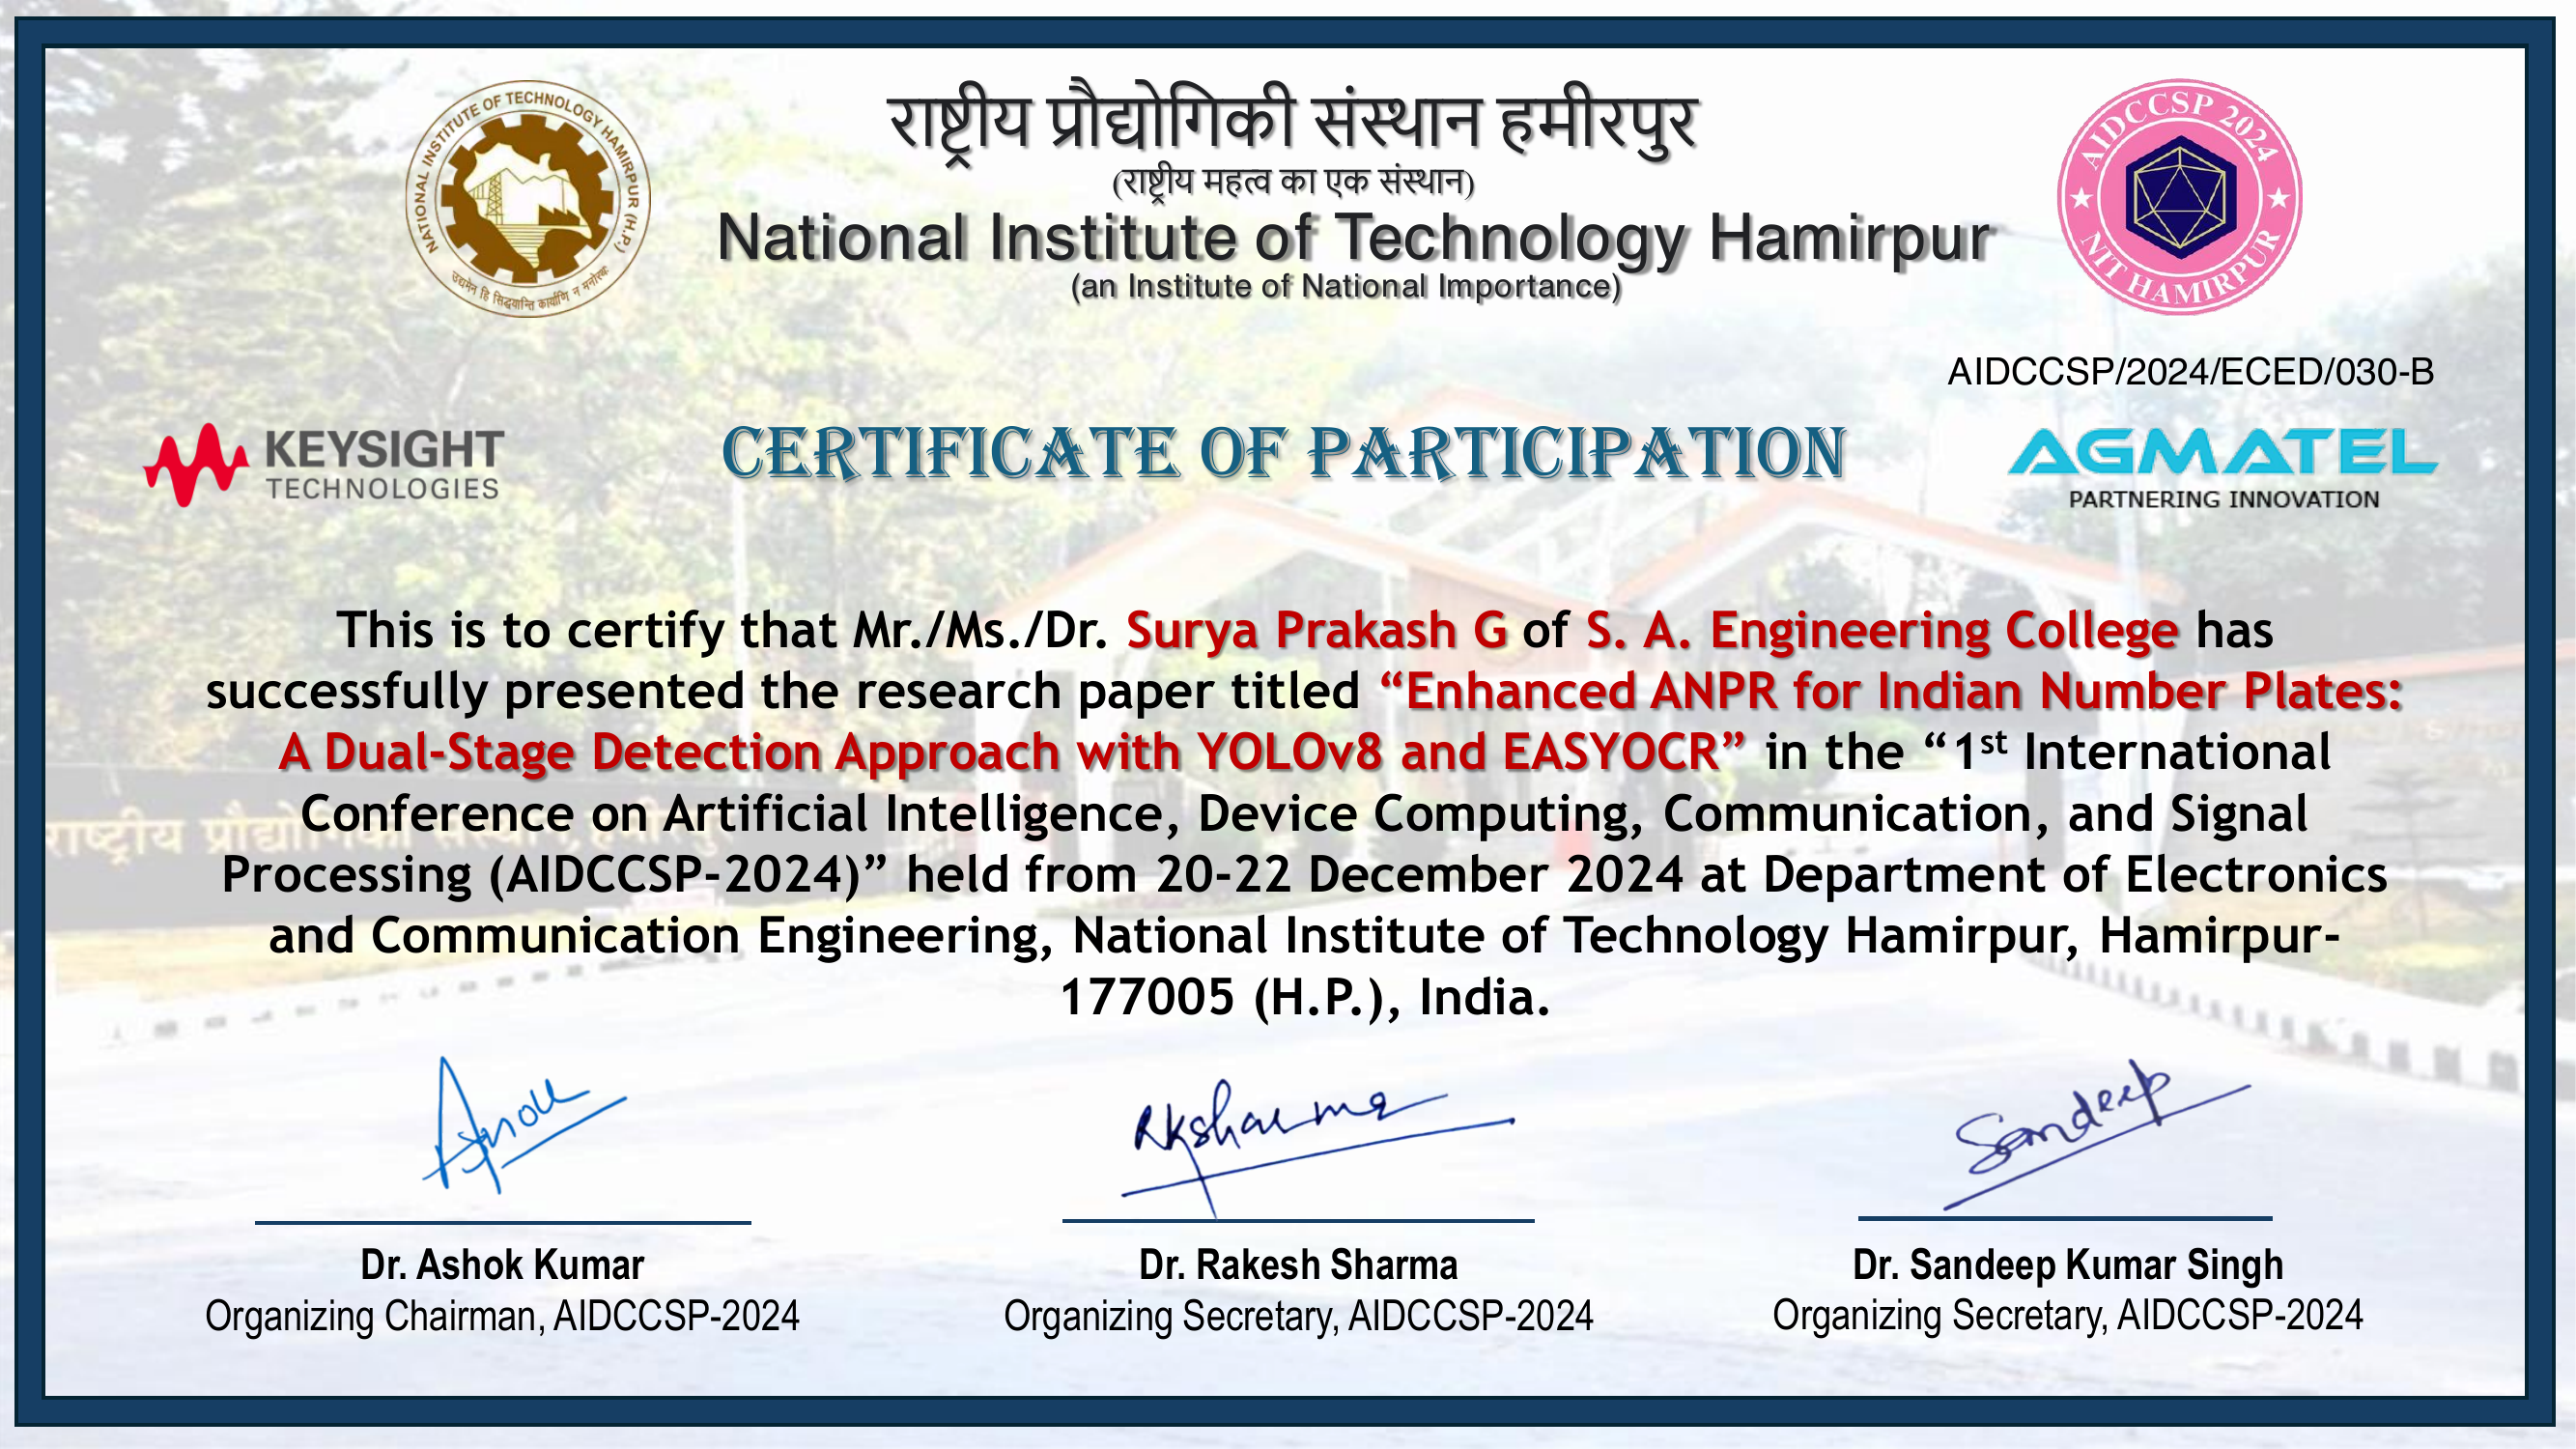 राष्ट्रीय प्रौद्योगिकी संस्थान हमीरपुर
(राष्ट्रीय महत्व का एक संस्थान)
National Institute of Technology Hamirpur
(an Institute of National Importance)
NATIONAL INSTITUTE OF TECHNOLOGY HAMIRPUR (H.P.)
उद्यमेन हि सिद्ध्यन्ति कार्याणि न मनोरथैः
AIDCCSP 2024
NIT HAMIRPUR
AIDCCSP/2024/ECED/030-B
KEYSIGHT
TECHNOLOGIES
CERTIFICATE OF PARTICIPATION
AGMATEL
PARTNERING INNOVATION
This is to certify that Mr./Ms./Dr. Surya Prakash G of S. A. Engineering College has
successfully presented the research paper titled “Enhanced ANPR for Indian Number Plates:
A Dual-Stage Detection Approach with YOLOv8 and EASYOCR” in the “1st International
Conference on Artificial Intelligence, Device Computing, Communication, and Signal
Processing (AIDCCSP-2024)” held from 20-22 December 2024 at Department of Electronics
and Communication Engineering, National Institute of Technology Hamirpur, Hamirpur-
177005 (H.P.), India.
राष्ट्रीय प्रौद्योगिकी संस्थान, हमीरपुर
Rksharma
Sandeep
Dr. Ashok Kumar
Organizing Chairman, AIDCCSP-2024
Dr. Rakesh Sharma
Organizing Secretary, AIDCCSP-2024
Dr. Sandeep Kumar Singh
Organizing Secretary, AIDCCSP-2024